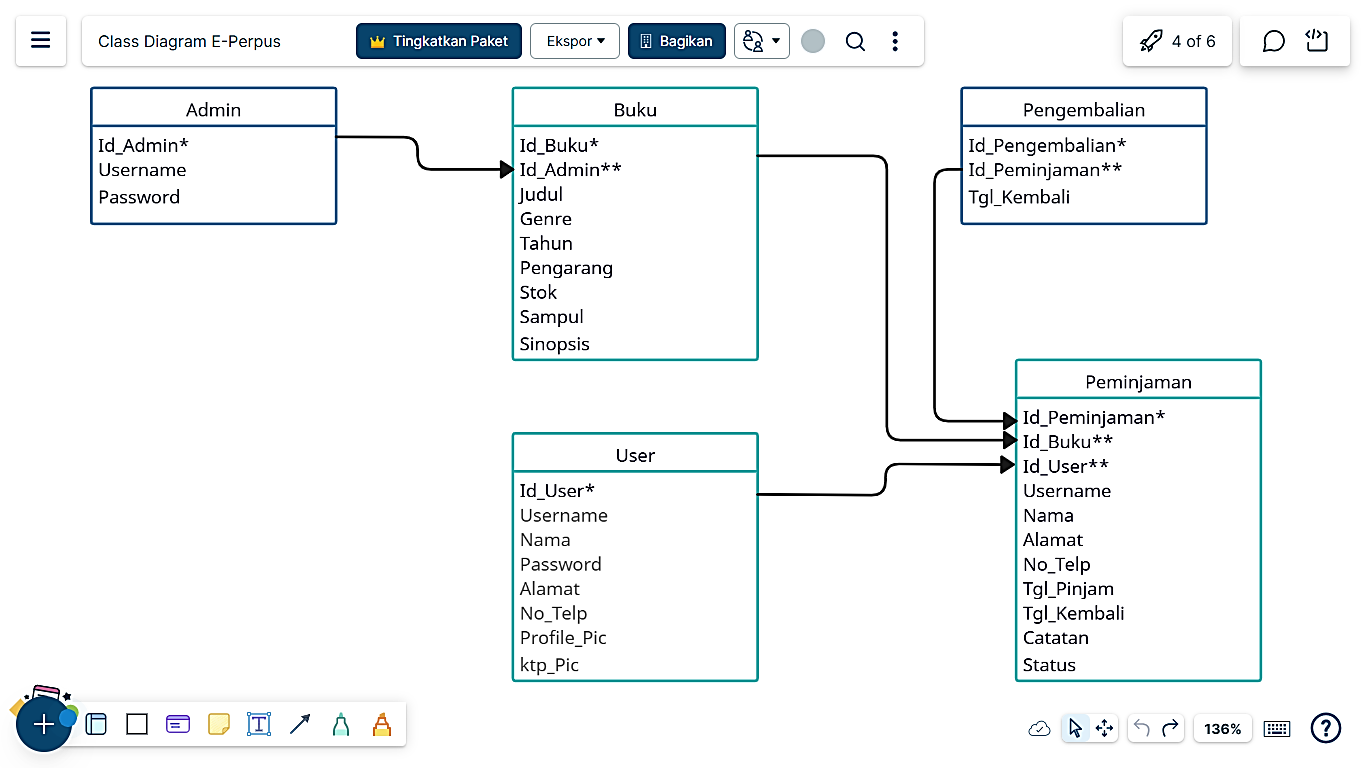 Class Diagram E-Perpus
Tingkatkan Paket
Ekspor
Bagikan
4 of 6
Admin
Id_Admin*
Username
Password
Buku
Id_Buku*
Id_Admin**
Judul
Genre
Tahun
Pengarang
Stok
Sampul
Sinopsis
Pengembalian
Id_Pengembalian*
Id_Peminjaman**
Tgl_Kembali
User
Id_User*
Username
Nama
Password
Alamat
No_Telp
Profile_Pic
ktp_Pic
Peminjaman
Id_Peminjaman*
Id_Buku**
Id_User**
Username
Nama
Alamat
No_Telp
Tgl_Pinjam
Tgl_Kembali
Catatan
Status
136%